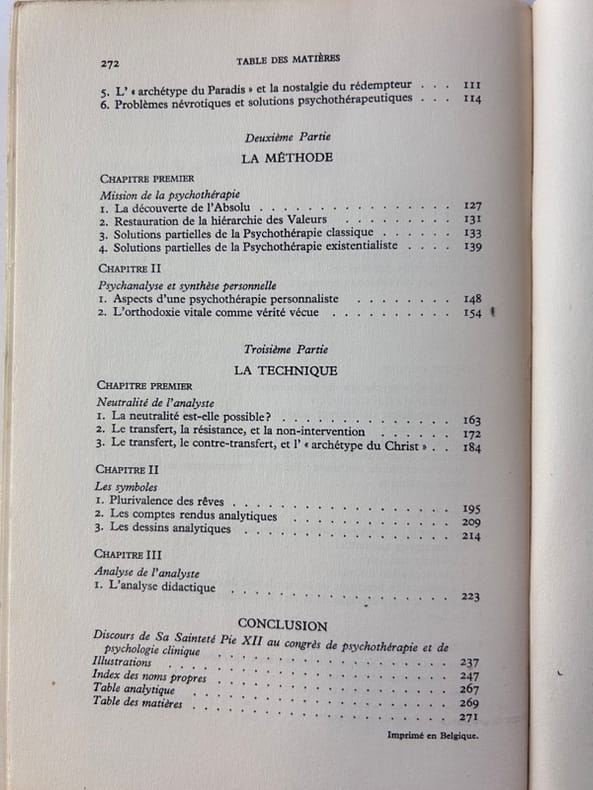 272 TABLE DES MATIÈRES
5. L' « archétype du Paradis » et la nostalgie du rédempteur . . . 111
6. Problèmes névrotiques et solutions psychothérapeutiques . . . 114
Deuxième Partie
LA MÉTHODE
CHAPITRE PREMIER
Mission de la psychothérapie
1. La découverte de l'Absolu . . . . . . . . . . . . . . . 127
2. Restauration de la hiérarchie des Valeurs . . . . . . . . 131
3. Solutions partielles de la Psychothérapie classique . . . . . . 133
4. Solutions partielles de la Psychothérapie existentialiste . . . . 139
CHAPITRE II
Psychanalyse et synthèse personnelle
1. Aspects d'une psychothérapie personnaliste . . . . . . . . 148
2. L'orthodoxie vitale comme vérité vécue . . . . . . . . . . 154
Troisième Partie
LA TECHNIQUE
CHAPITRE PREMIER
Neutralité de l'analyste
1. La neutralité est-elle possible ? . . . . . . . . . . . . . . 163
2. Le transfert, la résistance, et la non-intervention . . . . . . 172
3. Le transfert, le contre-transfert, et l' « archétype du Christ » . . 184
CHAPITRE II
Les symboles
1. Plurivalence des rêves . . . . . . . . . . . . . . . . . . 195
2. Les comptes rendus analytiques . . . . . . . . . . . . . 209
3. Les dessins analytiques . . . . . . . . . . . . . . . . . 214
CHAPITRE III
Analyse de l'analyste
1. L'analyse didactique . . . . . . . . . . . . . . . . . . 223
CONCLUSION
Discours de Sa Sainteté Pie XII au congrès de psychothérapie et de
psychologie clinique . . . . . . . . . . . . . . . . . . 237
Illustrations . . . . . . . . . . . . . . . . . . . . . . 247
Index des noms propres . . . . . . . . . . . . . . . . . . 267
Table analytique . . . . . . . . . . . . . . . . . . . . 269
Table des matières . . . . . . . . . . . . . . . . . . . . 271
Imprimé en Belgique.